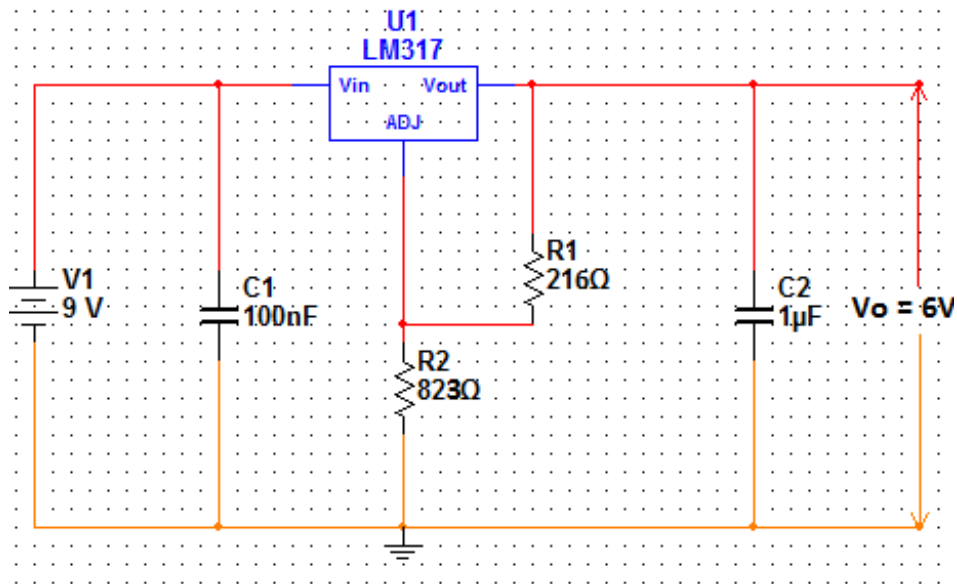 U1
LM317
Vin
Vout
ADJ
V1
9 V
C1
100nF
R1
216Ω
R2
823Ω
C2
1µF
Vo = 6V